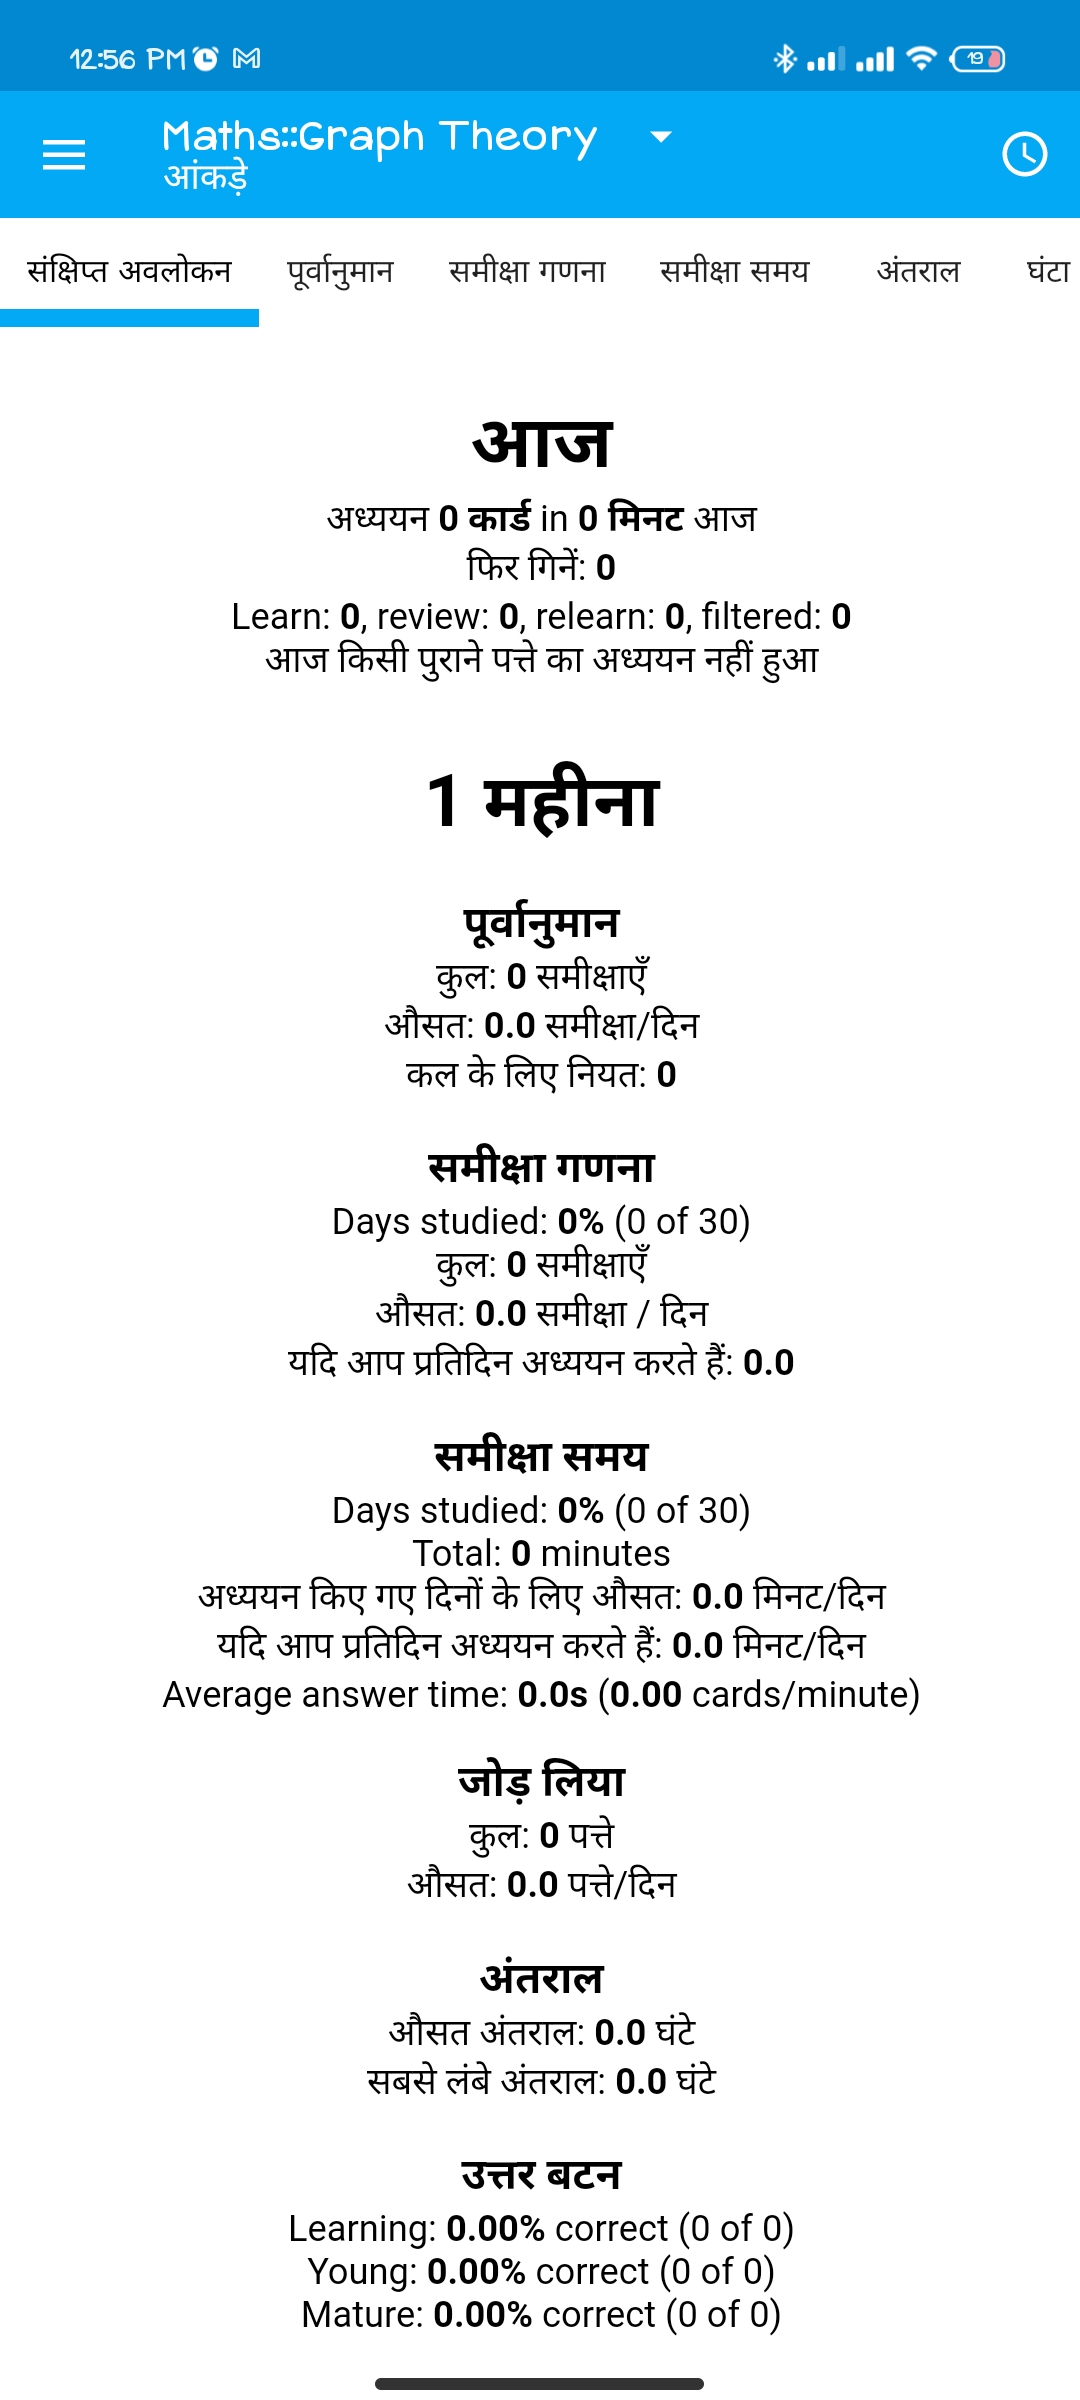 12:56 PM
19
Maths::Graph Theory
आंकड़े
संक्षिप्त अवलोकन पूर्वानुमान समीक्षा गणना समीक्षा समय अंतराल घंटा
आज
अध्ययन 0 कार्ड in 0 मिनट आज
फिर गिनें: 0
Learn: 0, review: 0, relearn: 0, filtered: 0
आज किसी पुराने पत्ते का अध्ययन नहीं हुआ
1 महीना
पूर्वानुमान
कुल: 0 समीक्षाएँ
औसत: 0.0 समीक्षा/दिन
कल के लिए नियत: 0
समीक्षा गणना
Days studied: 0% (0 of 30)
कुल: 0 समीक्षाएँ
औसत: 0.0 समीक्षा / दिन
यदि आप प्रतिदिन अध्ययन करते हैं: 0.0
समीक्षा समय
Days studied: 0% (0 of 30)
Total: 0 minutes
अध्ययन किए गए दिनों के लिए औसत: 0.0 मिनट/दिन
यदि आप प्रतिदिन अध्ययन करते हैं: 0.0 मिनट/दिन
Average answer time: 0.0s (0.00 cards/minute)
जोड़ लिया
कुल: 0 पत्ते
औसत: 0.0 पत्ते/दिन
अंतराल
औसत अंतराल: 0.0 घंटे
सबसे लंबे अंतराल: 0.0 घंटे
उत्तर बटन
Learning: 0.00% correct (0 of 0)
Young: 0.00% correct (0 of 0)
Mature: 0.00% correct (0 of 0)